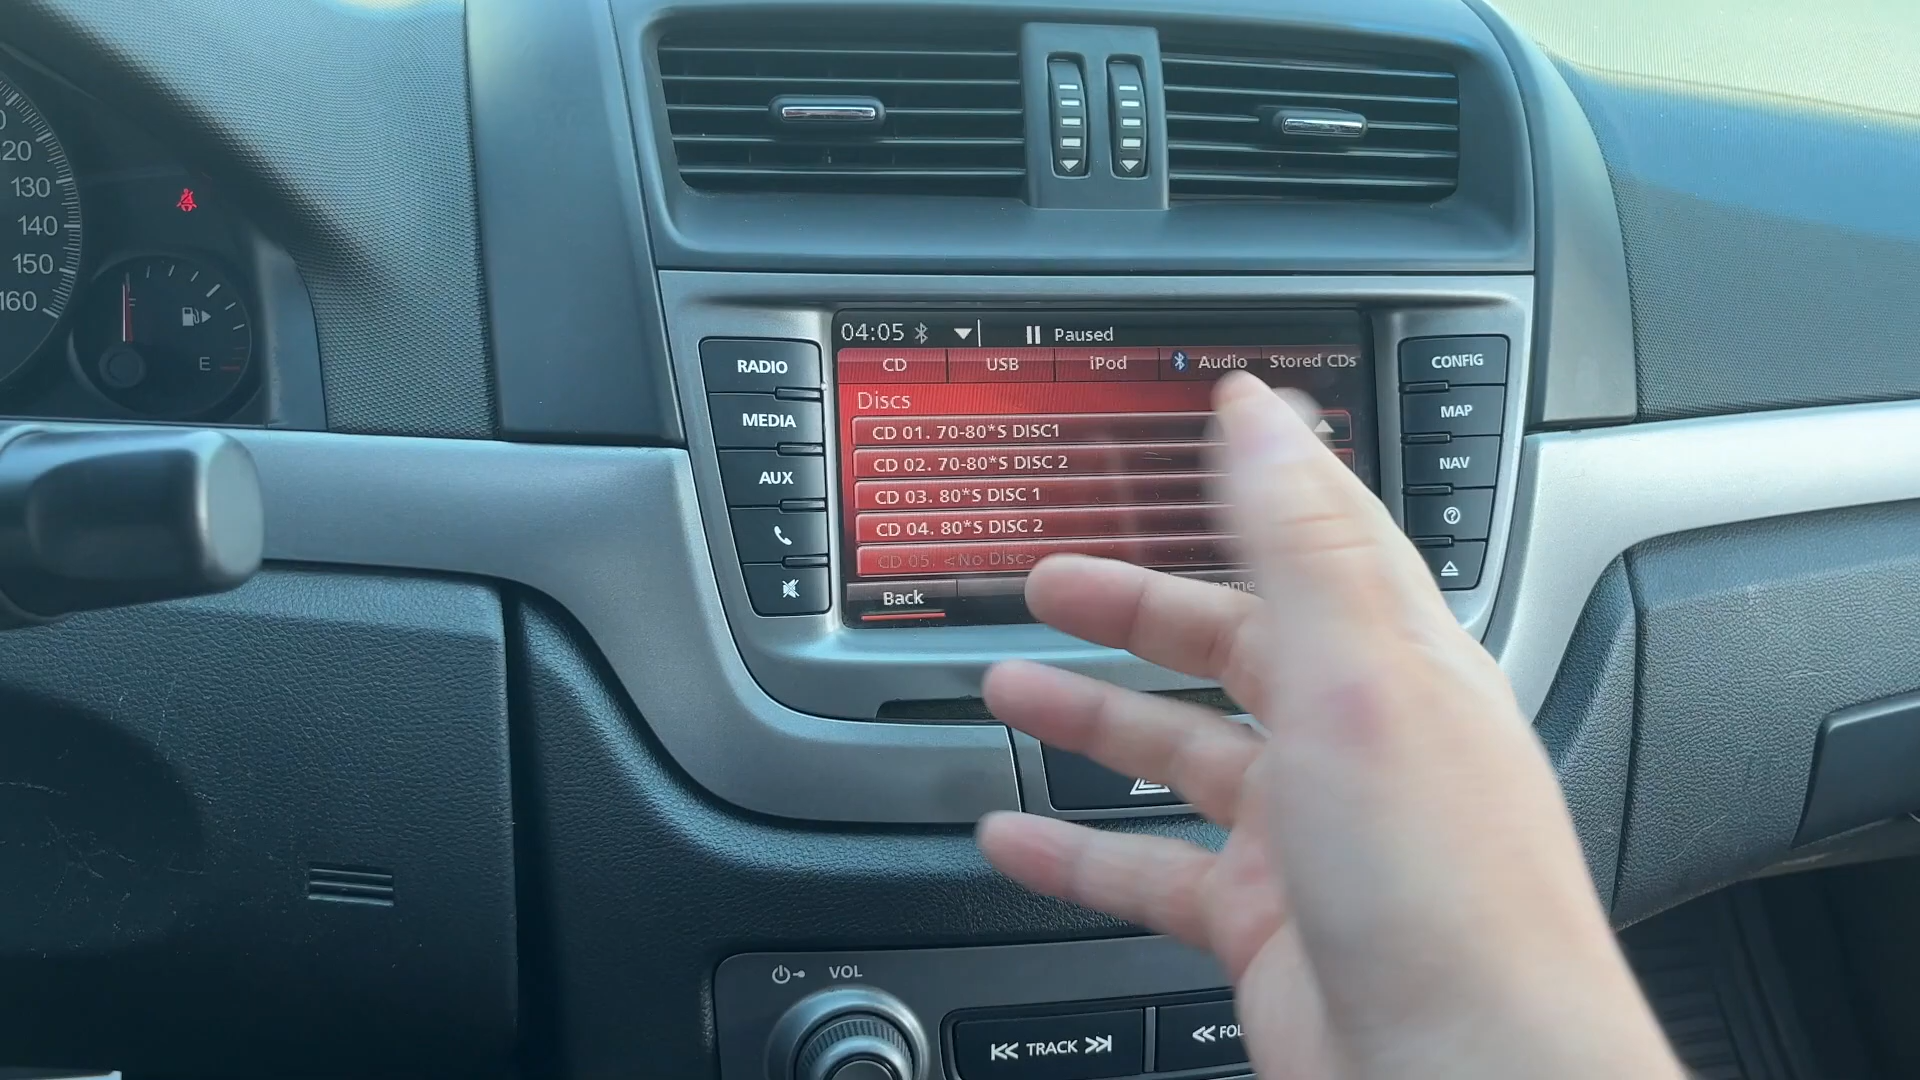 20
130
140
150
160
E
04:05 Paused
CD USB iPod Audio Stored CDs
Discs
CD 01. 70-80*S DISC1
CD 02. 70-80*S DISC 2
CD 03. 80*S DISC 1
CD 04. 80*S DISC 2
CD 05. <No Disc>
Back
RADIO
MEDIA
AUX
CONFIG
MAP
NAV
VOL
TRACK
FOL